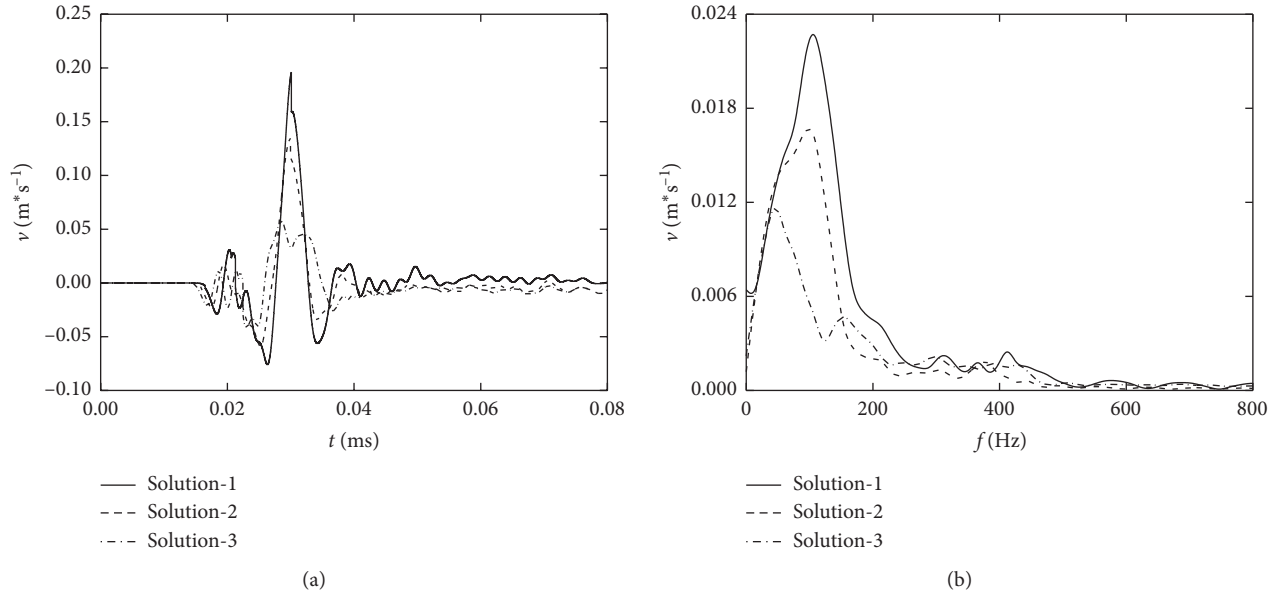 0.25
0.20
0.15
0.10
0.05
0.00
−0.05
−0.10
v (m*s⁻¹)
0.00 0.02 0.04 0.06 0.08
t (ms)
Solution-1
Solution-2
Solution-3
(a)
0.024
0.018
0.012
0.006
0.000
v (m*s⁻¹)
0 200 400 600 800
f (Hz)
Solution-1
Solution-2
Solution-3
(b)